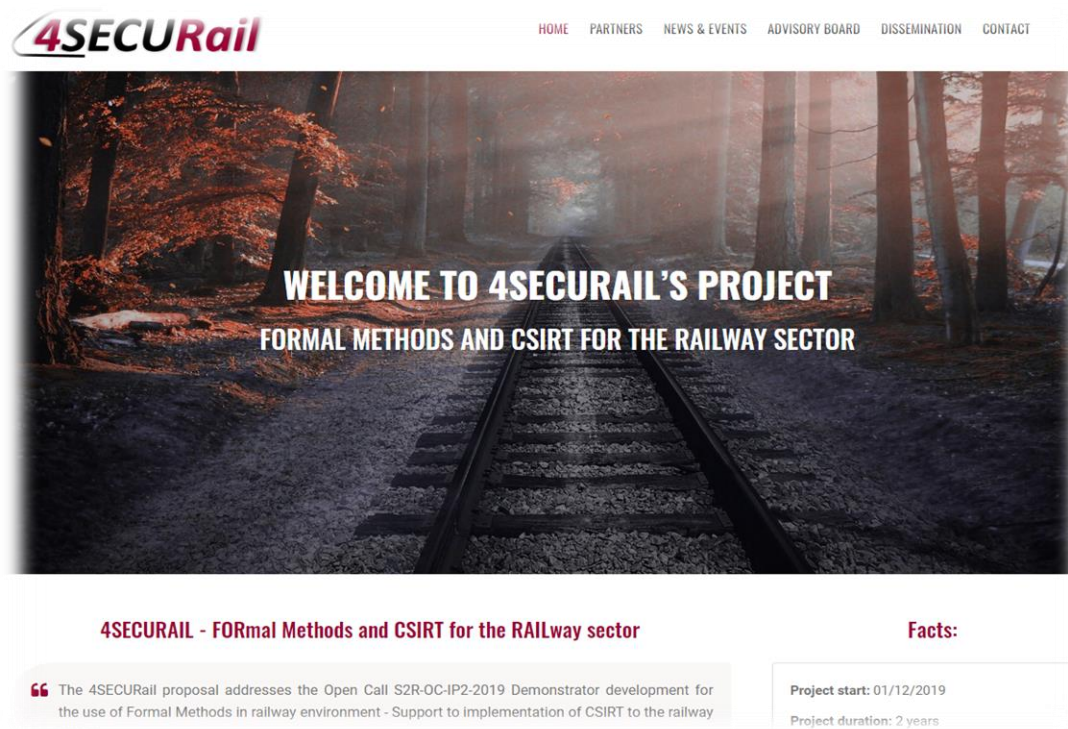 4SECURail
HOME PARTNERS NEWS & EVENTS ADVISORY BOARD DISSEMINATION CONTACT
WELCOME TO 4SECURAIL'S PROJECT
FORMAL METHODS AND CSIRT FOR THE RAILWAY SECTOR
4SECURAIL - FORmal Methods and CSIRT for the RAILway sector
The 4SECURail proposal addresses the Open Call S2R-OC-IP2-2019 Demonstrator development for
the use of Formal Methods in railway environment - Support to implementation of CSIRT to the railway
Facts:
Project start: 01/12/2019
Project duration: 2 years